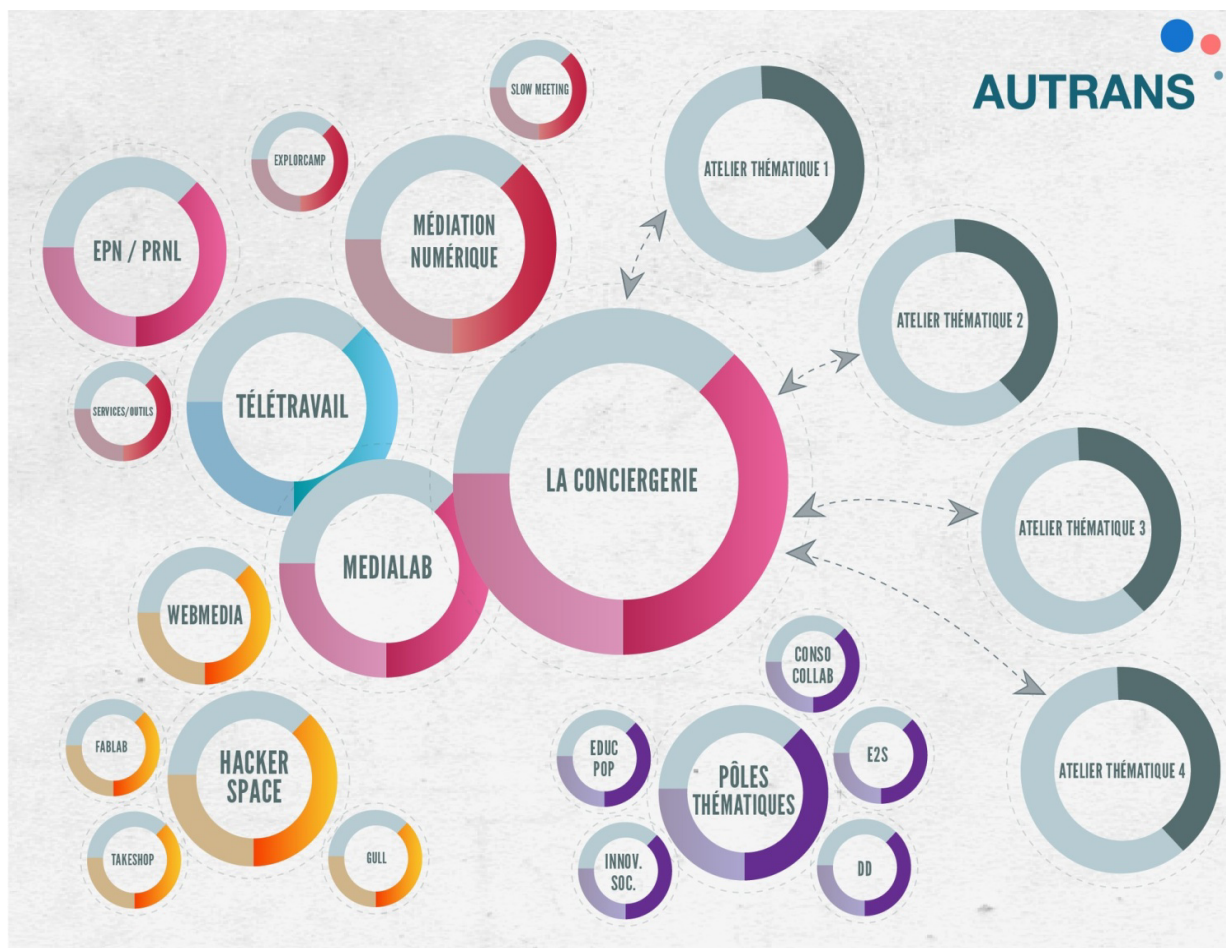 AUTRANS
SLOW MEETING
EXPLORCAMP
ATELIER THÉMATIQUE 1
EPN / PRNL
MÉDIATION
NUMÉRIQUE
ATELIER THÉMATIQUE 2
SERVICES/OUTILS
TÉLÉTRAVAIL
LA CONCIERGERIE
ATELIER THÉMATIQUE 3
MEDIALAB
WEBMEDIA
CONSO
COLLAB
FABLAB
HACKER
SPACE
EDUC
POP
PÔLES
THÉMATIQUES
E2S
ATELIER THÉMATIQUE 4
TAKESHOP
GULL
INNOV.
SOC.
DD